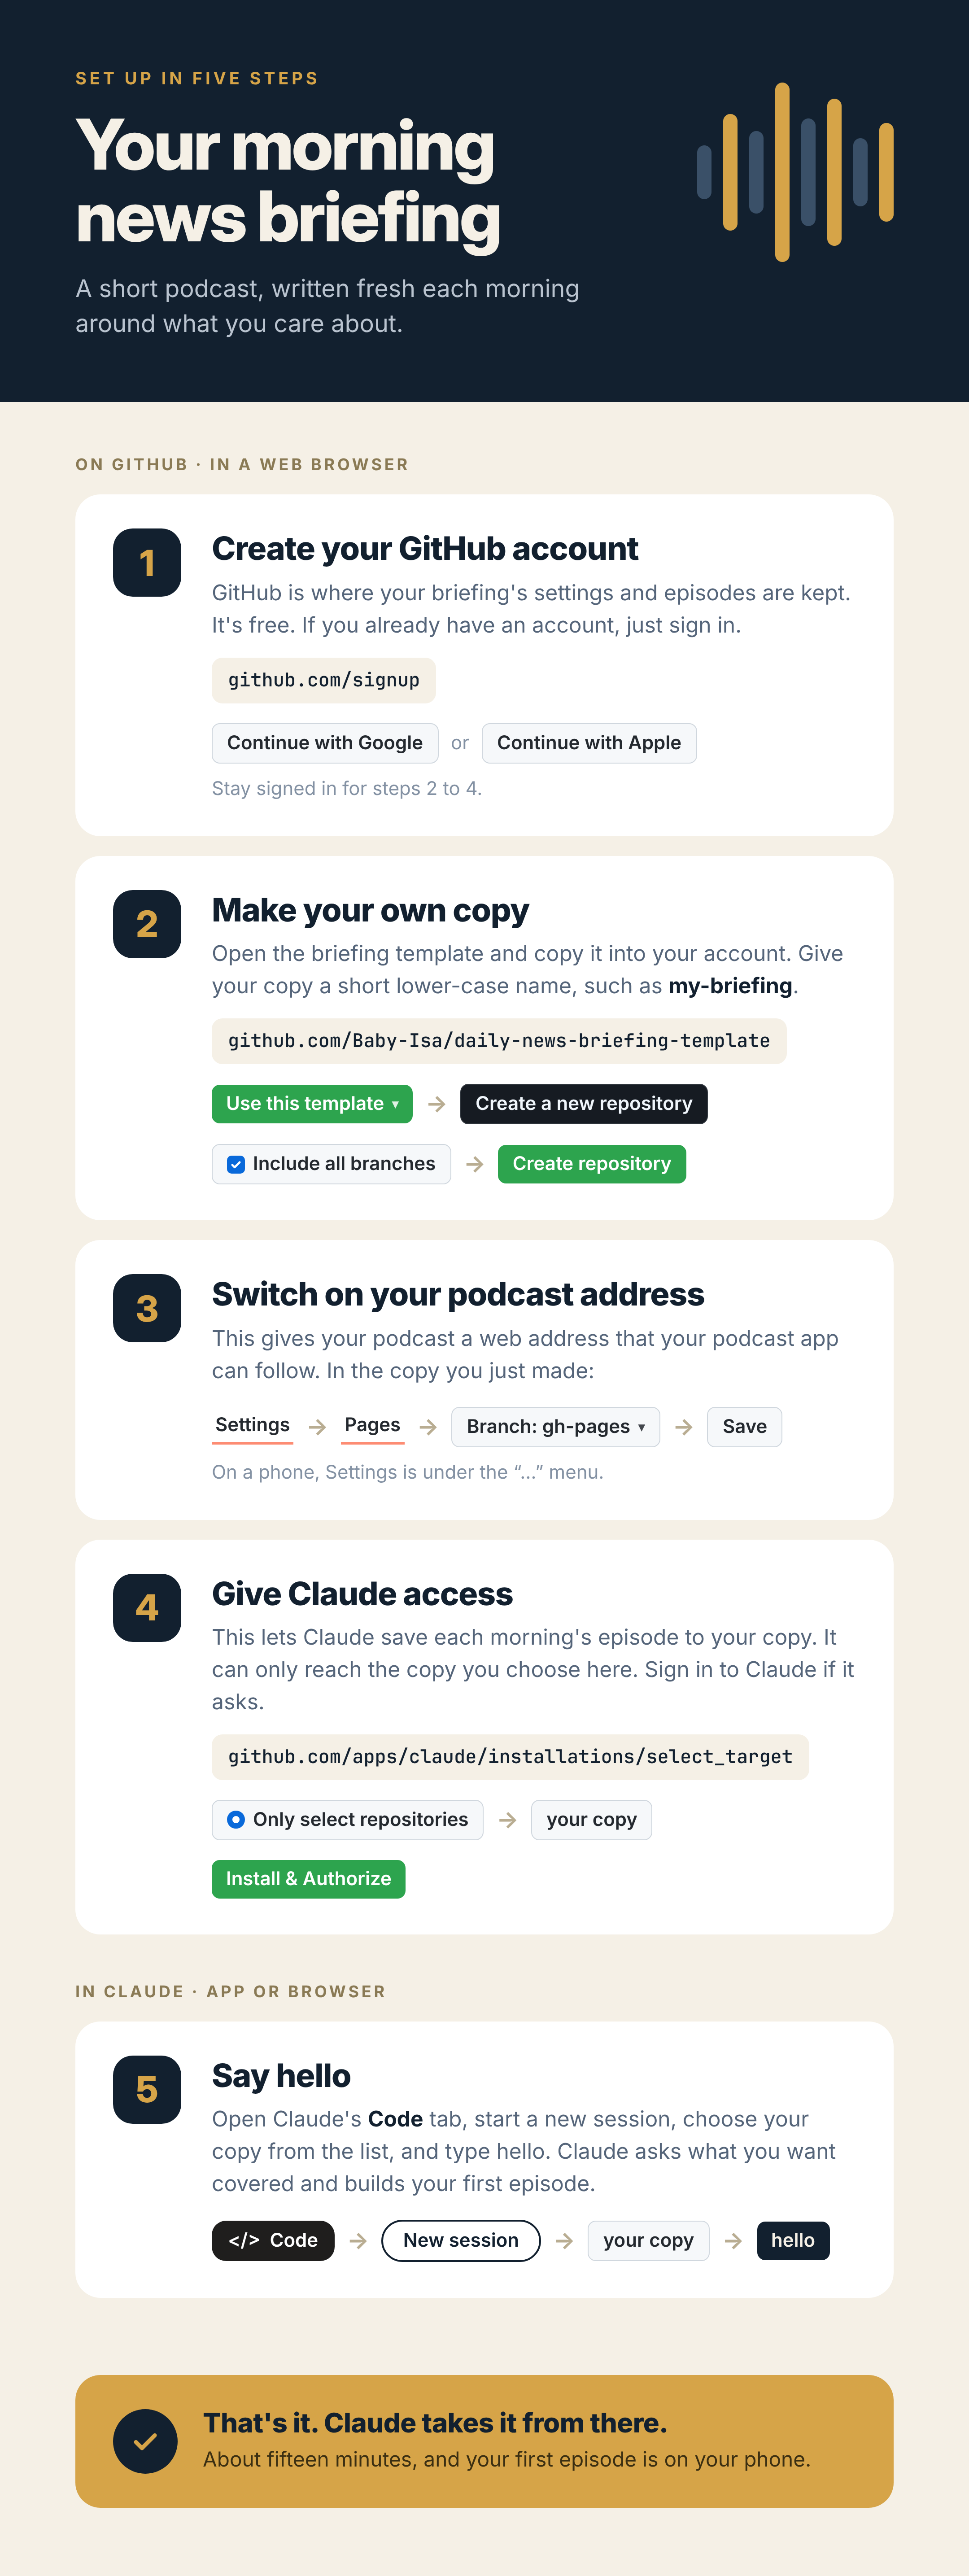 SET UP IN FIVE STEPS
Your morning
news briefing
A short podcast, written fresh each morning
around what you care about.
ON GITHUB · IN A WEB BROWSER
1
Create your GitHub account
GitHub is where your briefing's settings and episodes are kept.
It's free. If you already have an account, just sign in.
github.com/signup
Continue with Google or Continue with Apple
Stay signed in for steps 2 to 4.
2
Make your own copy
Open the briefing template and copy it into your account. Give
your copy a short lower-case name, such as my-briefing.
github.com/Baby-Isa/daily-news-briefing-template
Use this template ▾ → Create a new repository
Include all branches → Create repository
3
Switch on your podcast address
This gives your podcast a web address that your podcast app
can follow. In the copy you just made:
Settings → Pages → Branch: gh-pages ▾ → Save
On a phone, Settings is under the “…” menu.
4
Give Claude access
This lets Claude save each morning's episode to your copy. It
can only reach the copy you choose here. Sign in to Claude if it
asks.
github.com/apps/claude/installations/select_target
Only select repositories → your copy
Install & Authorize
IN CLAUDE · APP OR BROWSER
5
Say hello
Open Claude's Code tab, start a new session, choose your
copy from the list, and type hello. Claude asks what you want
covered and builds your first episode.
</> Code → New session → your copy → hello
That's it. Claude takes it from there.
About fifteen minutes, and your first episode is on your phone.